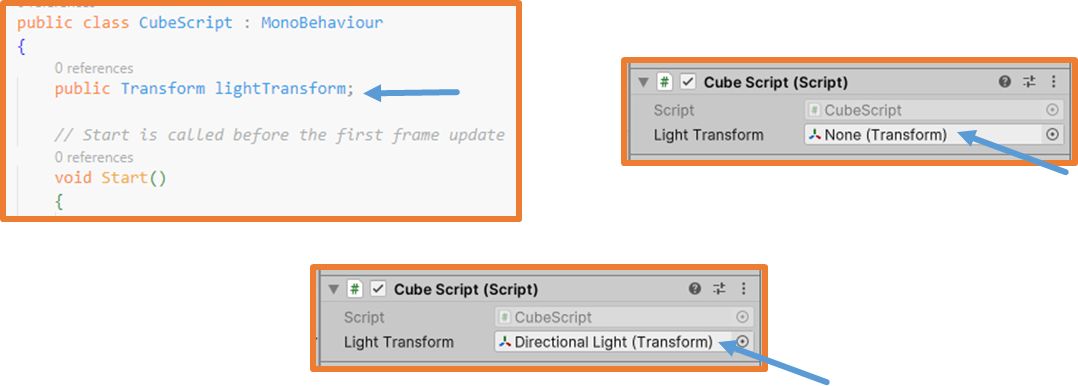 0 references
public class CubeScript : MonoBehaviour
{
0 references
public Transform lightTransform;
// Start is called before the first frame update
0 references
void Start()
{
# Cube Script (Script)
Script # CubeScript
Light Transform None (Transform)
# Cube Script (Script)
Script # CubeScript
Light Transform Directional Light (Transform)